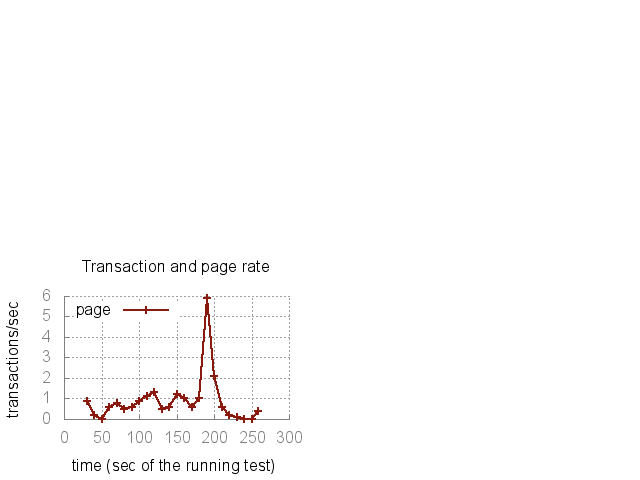 Transaction and page rate
transactions/sec
6
5
4
3
2
1
0
page
0 50 100 150 200 250 300
time (sec of the running test)